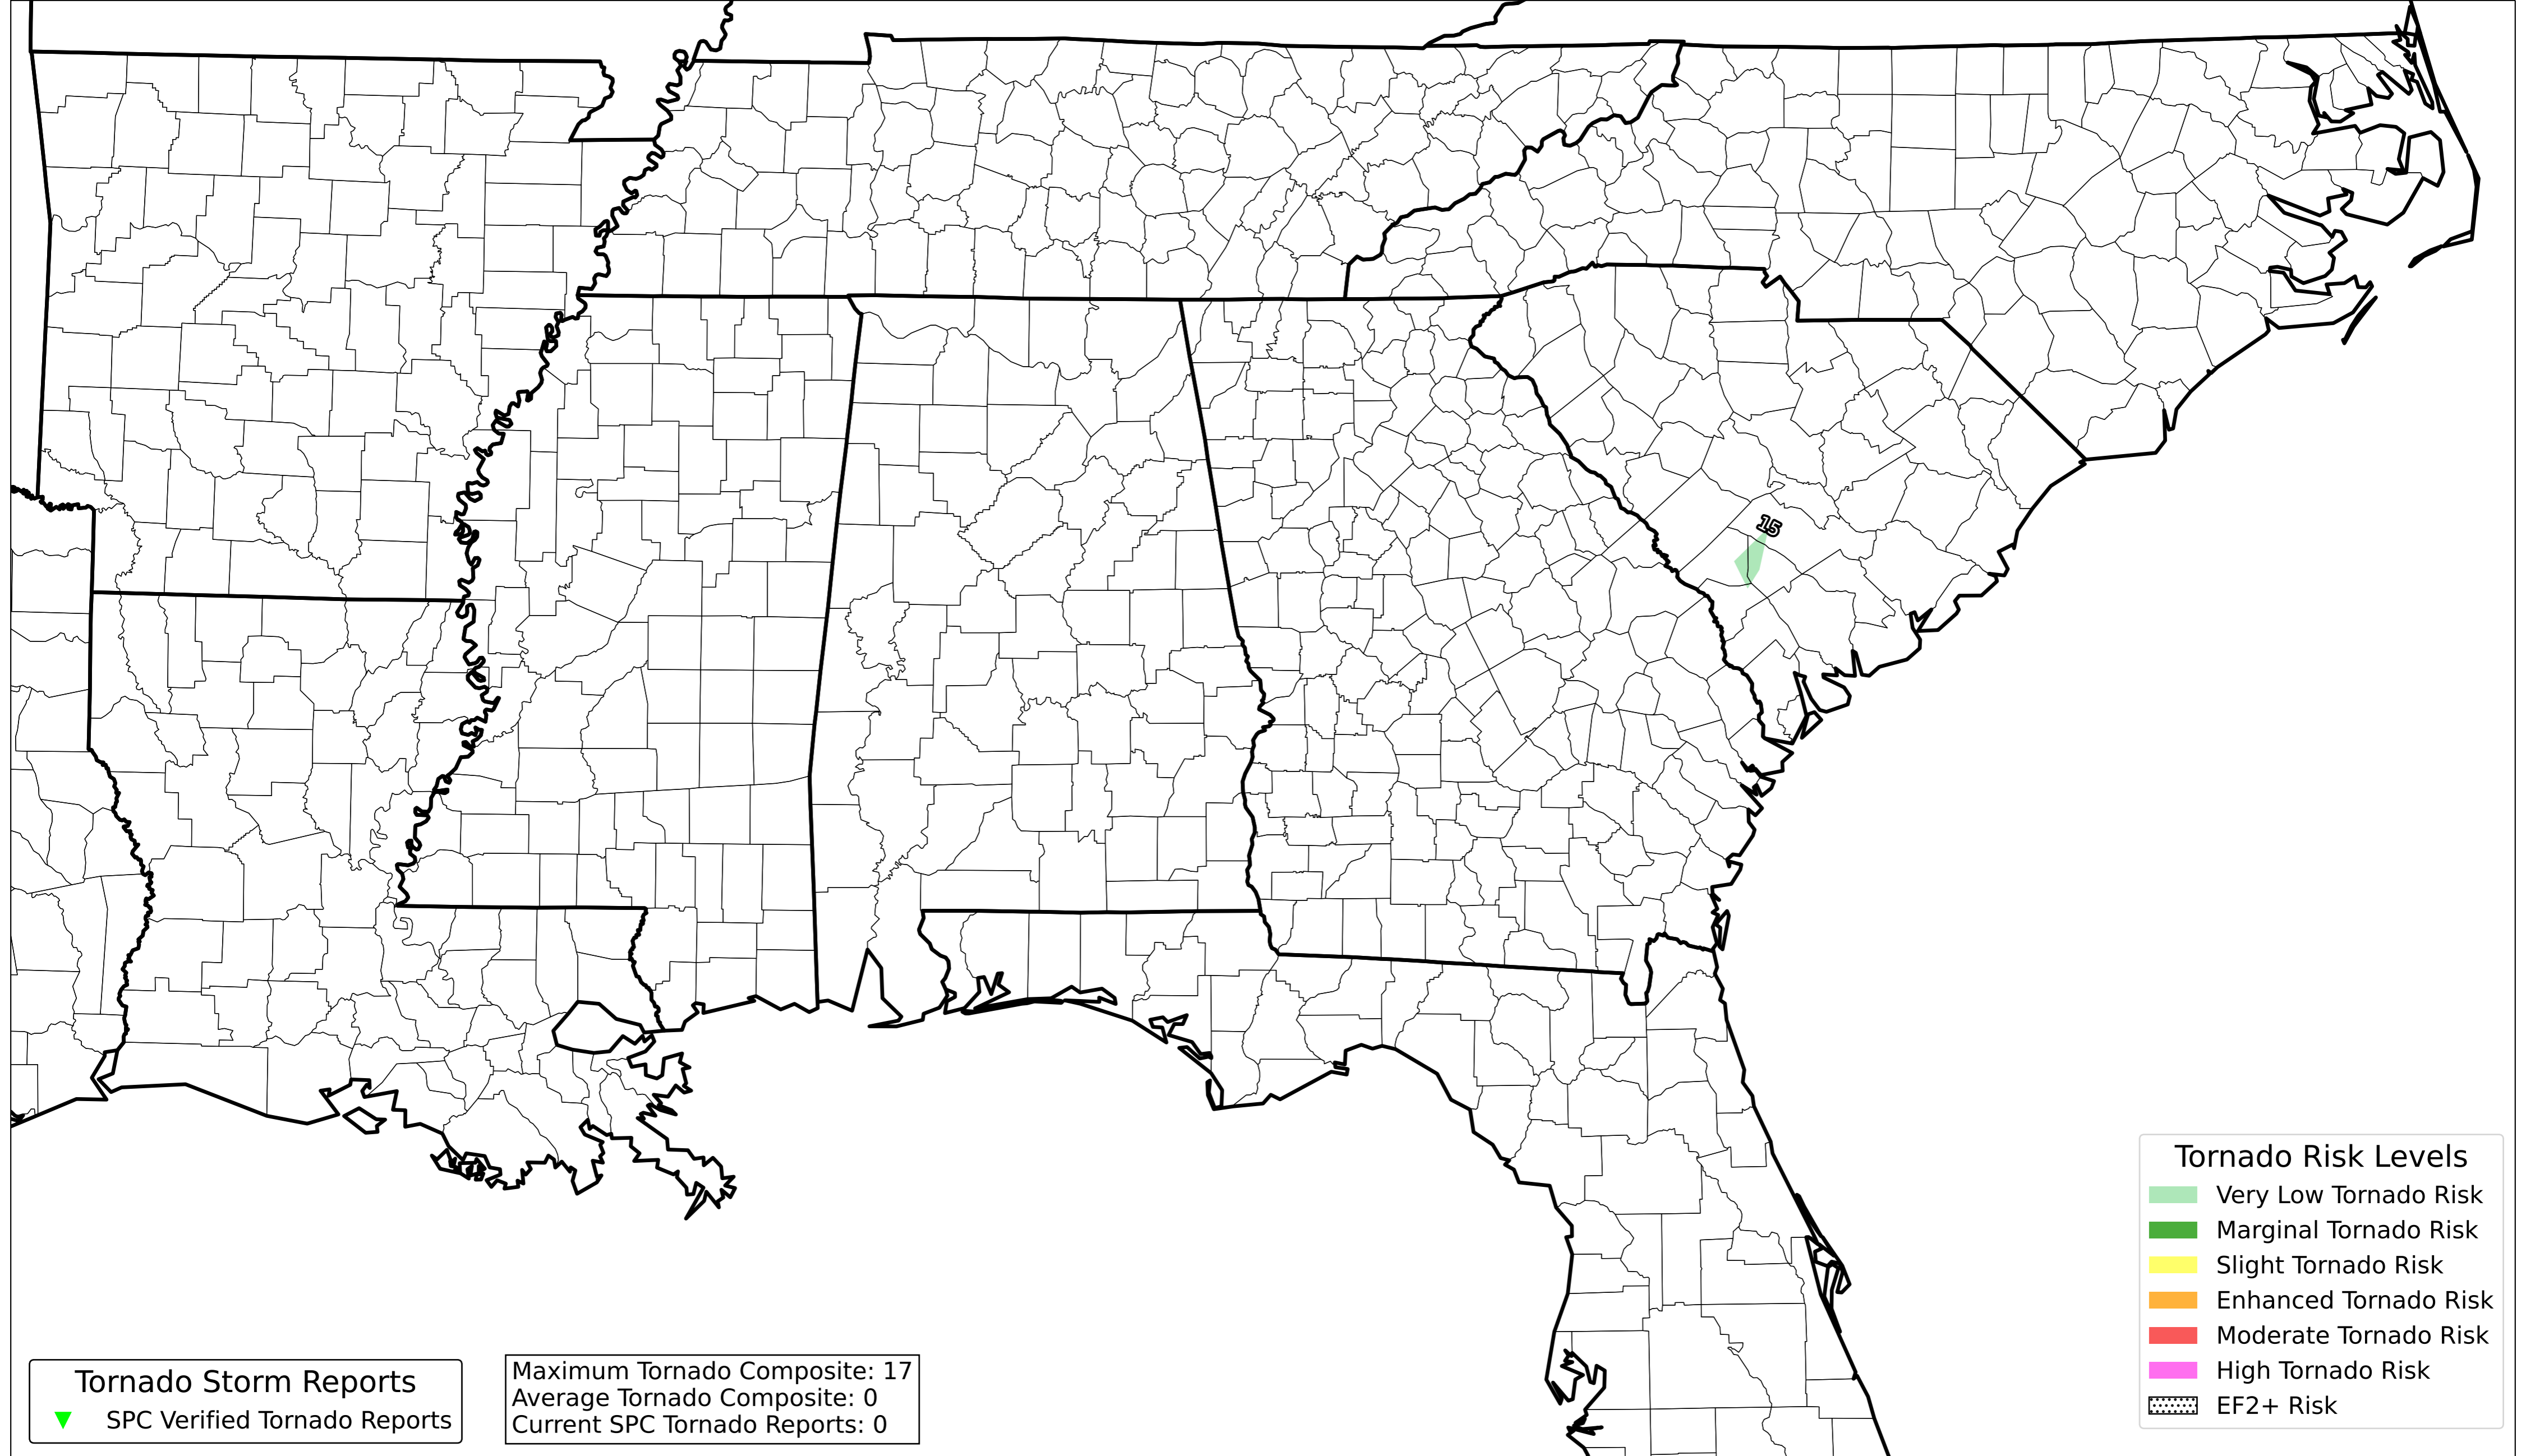 15
Tornado Risk Levels
Very Low Tornado Risk
Marginal Tornado Risk
Slight Tornado Risk
Enhanced Tornado Risk
Moderate Tornado Risk
High Tornado Risk
EF2+ Risk
Tornado Storm Reports
SPC Verified Tornado Reports
Maximum Tornado Composite: 17
Average Tornado Composite: 0
Current SPC Tornado Reports: 0